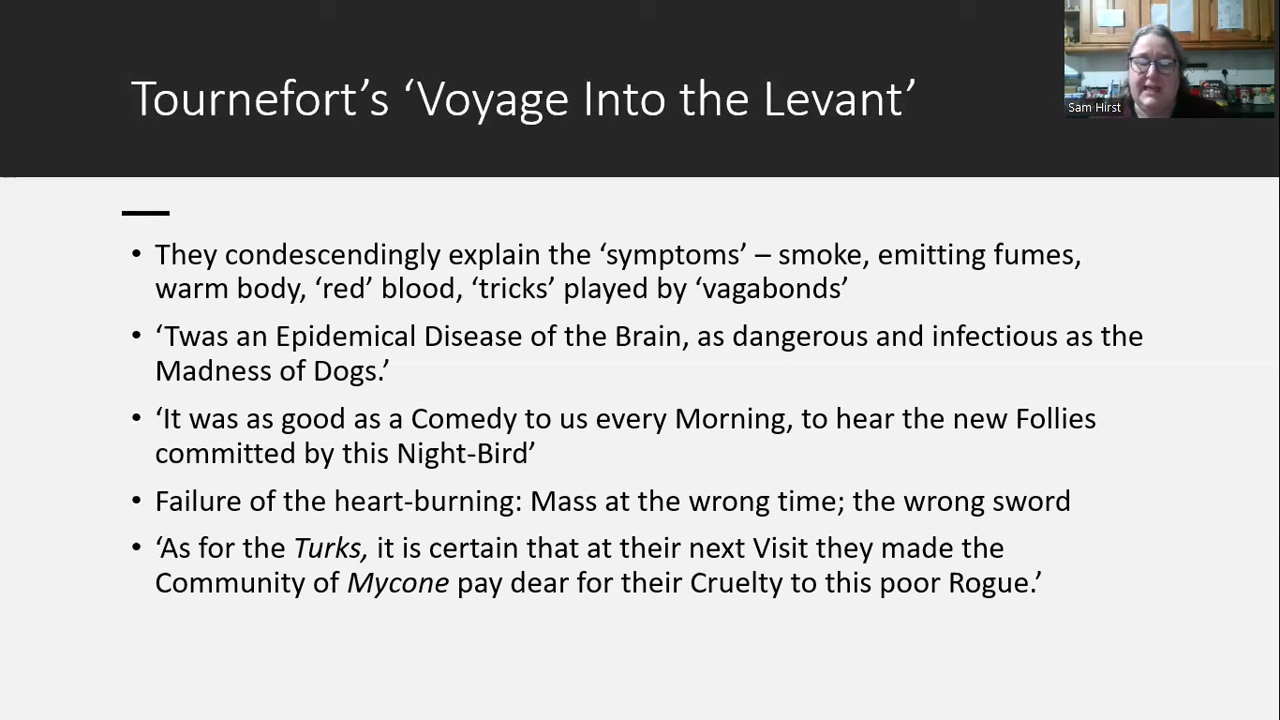 Tournefort’s ‘Voyage Into the Levant’
Sam Hirst
• They condescendingly explain the ‘symptoms’ – smoke, emitting fumes,
warm body, ‘red’ blood, ‘tricks’ played by ‘vagabonds’
• ‘Twas an Epidemical Disease of the Brain, as dangerous and infectious as the
Madness of Dogs.’
• ‘It was as good as a Comedy to us every Morning, to hear the new Follies
committed by this Night-Bird’
• Failure of the heart-burning: Mass at the wrong time; the wrong sword
• ‘As for the Turks, it is certain that at their next Visit they made the
Community of Mycone pay dear for their Cruelty to this poor Rogue.’